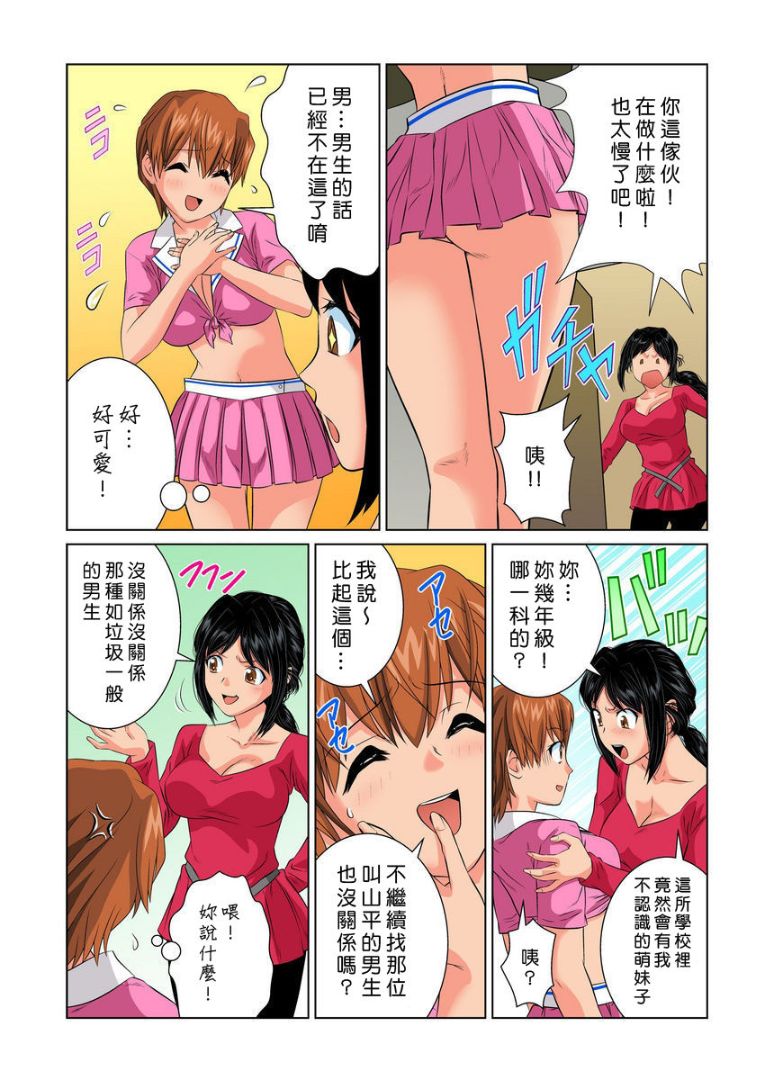 你這傢伙！
在做什麼啦！
也太慢了吧！
ガチャ
咦!!
男…男生的話
已經不在這了唷
ニコ
ニコ
好…
好可愛！
妳…
妳幾年級！
哪一科的？
バッ
這所學校裡
竟然會有我
不認識的萌妹子
咦？
我說～
比起這個…
アセ
アセ
不繼續找那位
叫山平的男生
也沒關係嗎？
沒關係沒關係
那種如垃圾一般
的男生
フフン
喂！
妳說什麼！